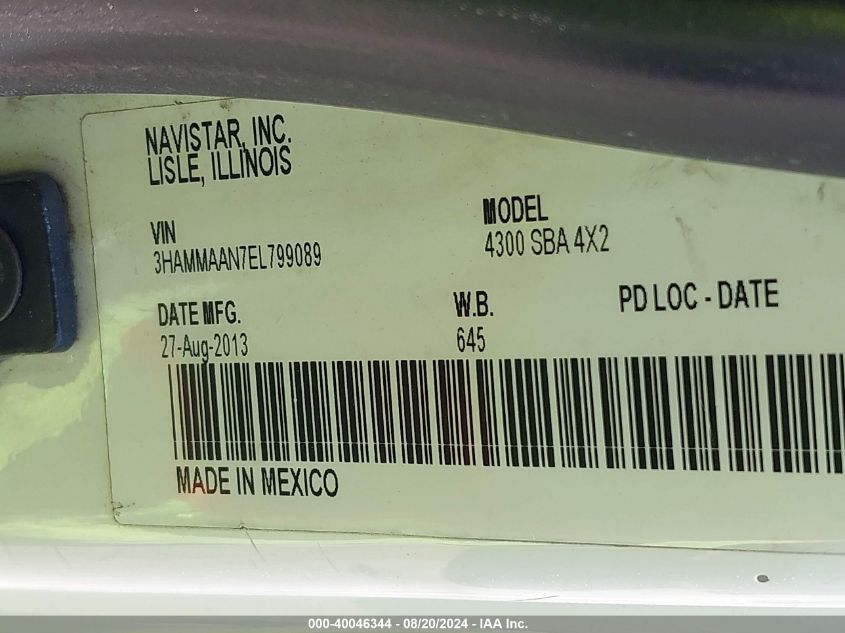 NAVISTAR, INC.
LISLE, ILLINOIS
VIN
3HAMMAAN7EL799089
MODEL
4300 SBA 4X2
DATE MFG.
27-Aug-2013
W.B.
645
PD LOC - DATE
MADE IN MEXICO
000-40046344 - 08/20/2024 - IAA Inc.